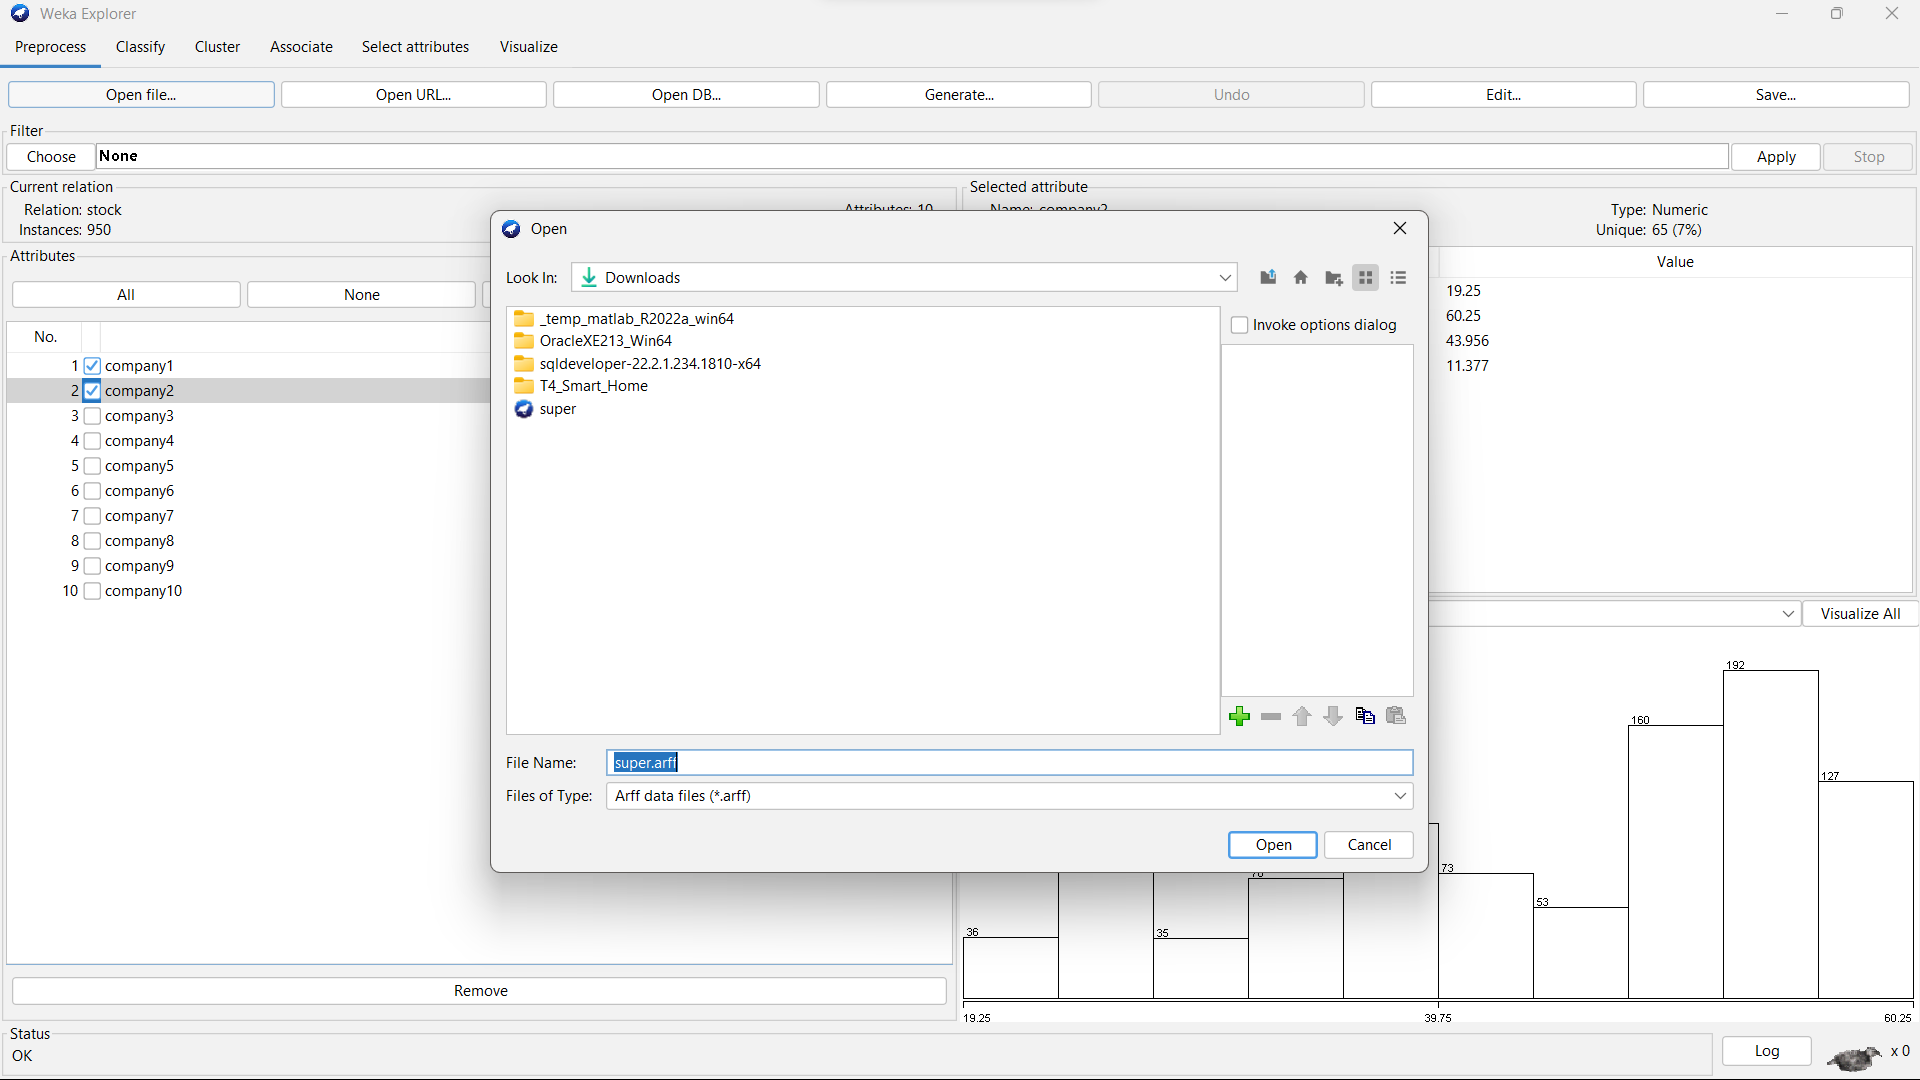 Weka Explorer
Preprocess Classify Cluster Associate Select attributes Visualize
Open file... Open URL... Open DB... Generate... Undo Edit... Save...
Filter
Choose None Apply Stop
Current relation
Relation: stock Attributes: 10
Instances: 950
Selected attribute
Name: company2 Type: Numeric
Unique: 65 (7%)
Attributes
All None
No.
1 company1
2 company2
3 company3
4 company4
5 company5
6 company6
7 company7
8 company8
9 company9
10 company10
Remove
Value
19.25
60.25
43.956
11.377
Visualize All
Open
Look In: Downloads
_temp_matlab_R2022a_win64
OracleXE213_Win64
sqldeveloper-22.2.1.234.1810-x64
T4_Smart_Home
super
Invoke options dialog
File Name: super.arff
Files of Type: Arff data files (*.arff)
Open Cancel
36
35
73
53
160
192
127
19.25 39.75 60.25
Status
OK
Log x 0